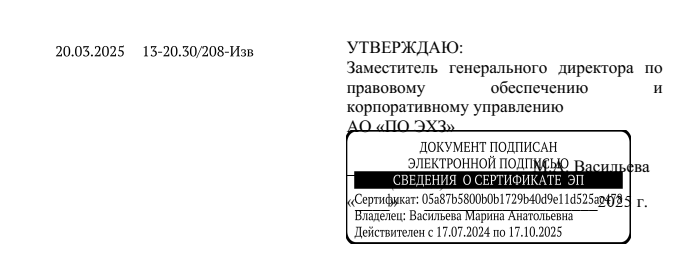 20.03.2025 13-20.30/208-Изв
УТВЕРЖДАЮ:
Заместитель генерального директора по
правовому обеспечению и
корпоративному управлению
АО «ПО ЭХЗ»
ДОКУМЕНТ ПОДПИСАН
ЭЛЕКТРОННОЙ ПОДПИСЬЮ
М.А. Васильева
СВЕДЕНИЯ О СЕРТИФИКАТЕ ЭП
Сертификат:
« » 2025 г.
Владелец: Васильева Марина Анатольевна
Действителен с 17.07.2024 по 17.10.2025